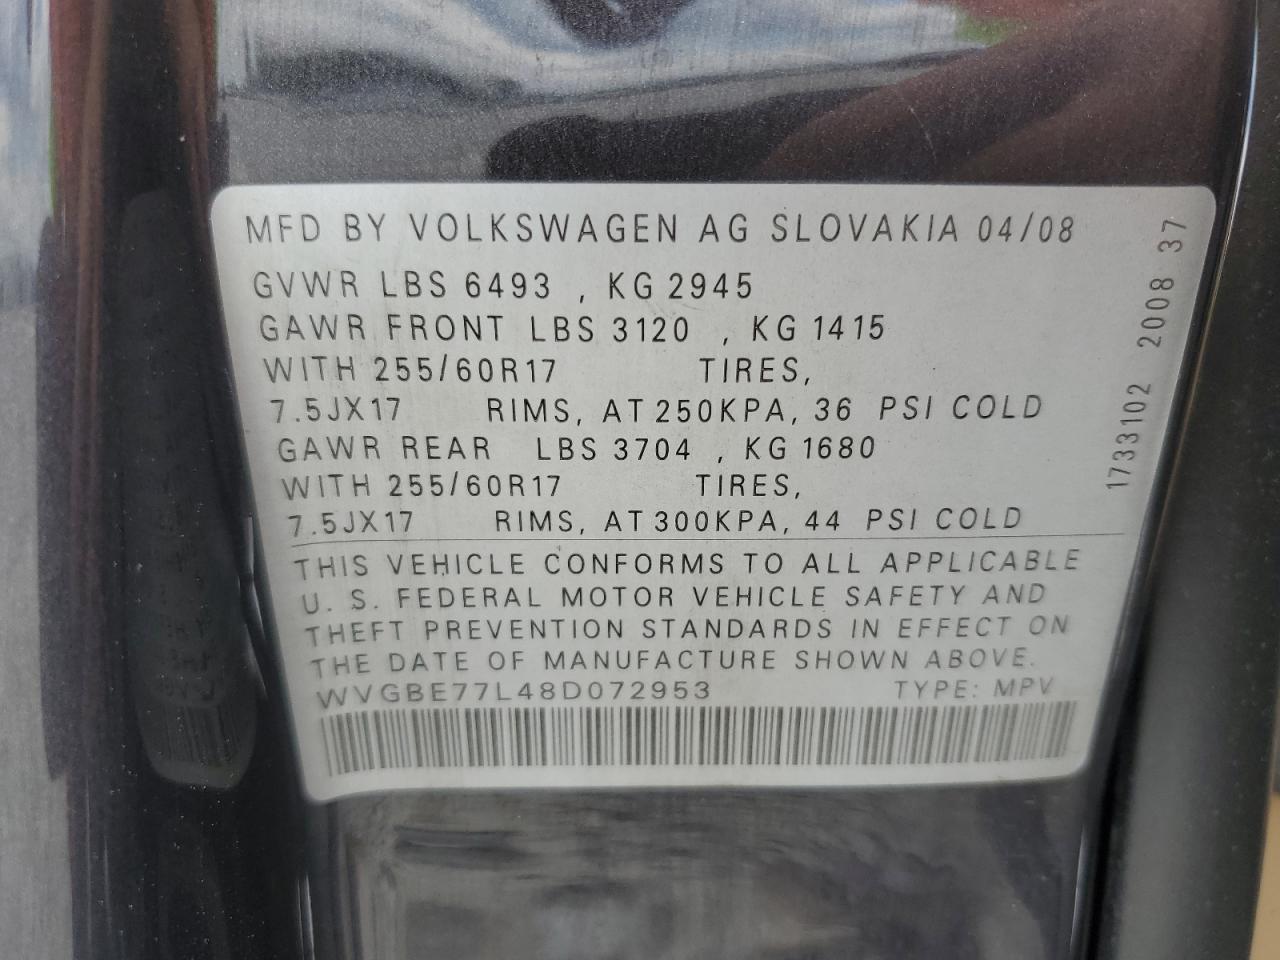 MFD BY VOLKSWAGEN AG SLOVAKIA 04/08
GVWR LBS 6493 , KG 2945
GAWR FRONT LBS 3120 , KG 1415
WITH 255/60R17 TIRES,
7.5JX17 RIMS, AT 250KPA, 36 PSI COLD
GAWR REAR LBS 3704 , KG 1680
WITH 255/60R17 TIRES,
7.5JX17 RIMS, AT 300KPA, 44 PSI COLD
THIS VEHICLE CONFORMS TO ALL APPLICABLE
U. S. FEDERAL MOTOR VEHICLE SAFETY AND
THEFT PREVENTION STANDARDS IN EFFECT ON
THE DATE OF MANUFACTURE SHOWN ABOVE.
WVGBE77L48D072953 TYPE: MPV
1733102 2008 37